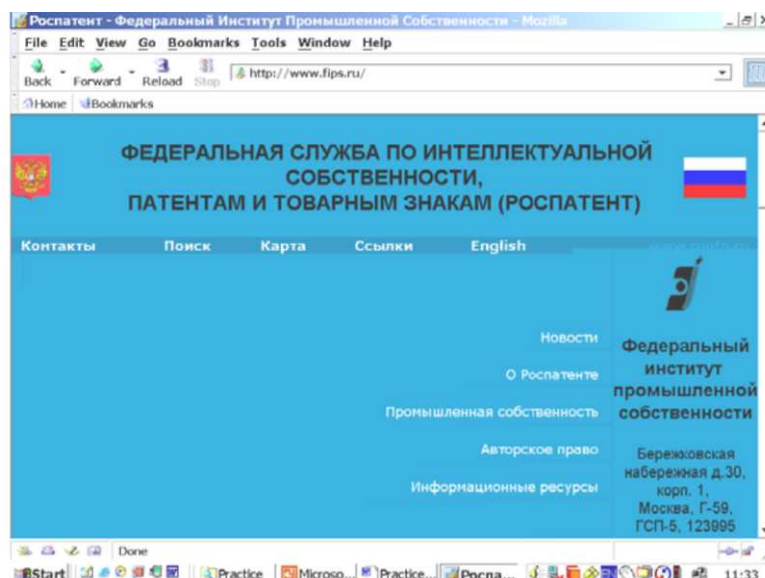 Роспатент - Федеральный Институт Промышленной Собственности - Mozilla
File Edit View Go Bookmarks Tools Window Help
Back Forward Reload Stop http://www.fips.ru/
Home Bookmarks
ФЕДЕРАЛЬНАЯ СЛУЖБА ПО ИНТЕЛЛЕКТУАЛЬНОЙ
СОБСТВЕННОСТИ,
ПАТЕНТАМ И ТОВАРНЫМ ЗНАКАМ (РОСПАТЕНТ)
Контакты Поиск Карта Ссылки English
Новости
О Роспатенте
Промышленная собственность
Авторское право
Информационные ресурсы
Федеральный
институт
промышленной
собственности
Бережковская
набережная д.30,
корп. 1,
Москва, Г-59,
ГСП-5, 123995
Done
Start Practice Microso... Practice... Роспа... EN 11:33